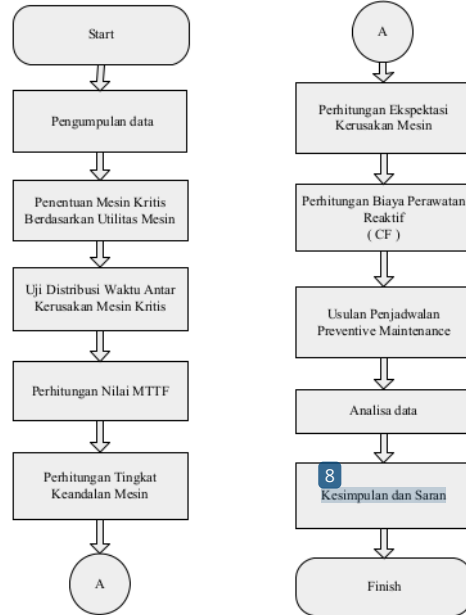 Start
Pengumpulan data
Penentuan Mesin Kritis
Berdasarkan Utilitas Mesin
Uji Distribusi Waktu Antar
Kerusakan Mesin Kritis
Perhitungan Nilai MTTF
Perhitungan Tingkat
Keandalan Mesin
A
A
Perhitungan Ekspektasi
Kerusakan Mesin
Perhitungan Biaya Perawatan
Reaktif
( CF )
Usulan Penjadwalan
Preventive Maintenance
Analisa data
8
Kesimpulan dan Saran
Finish